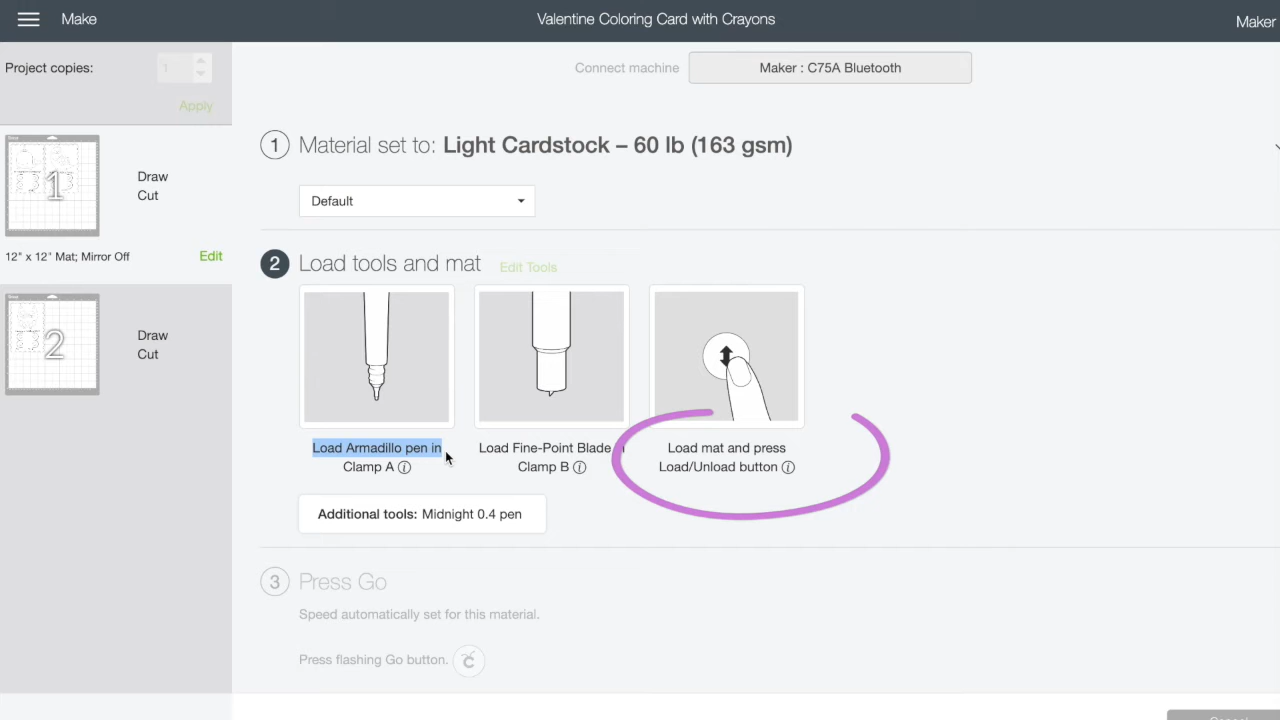 Make
Valentine Coloring Card with Crayons
Maker
Project copies:
1
Apply
Connect machine
Maker : C75A Bluetooth
1
Draw
Cut
12" x 12" Mat; Mirror Off
Edit
2
Draw
Cut
1 Material set to: Light Cardstock – 60 lb (163 gsm)
Default
2 Load tools and mat
Edit Tools
Load Armadillo pen in
Clamp A
Load Fine-Point Blade
Clamp B
Load mat and press
Load/Unload button
Additional tools: Midnight 0.4 pen
3 Press Go
Speed automatically set for this material.
Press flashing Go button.